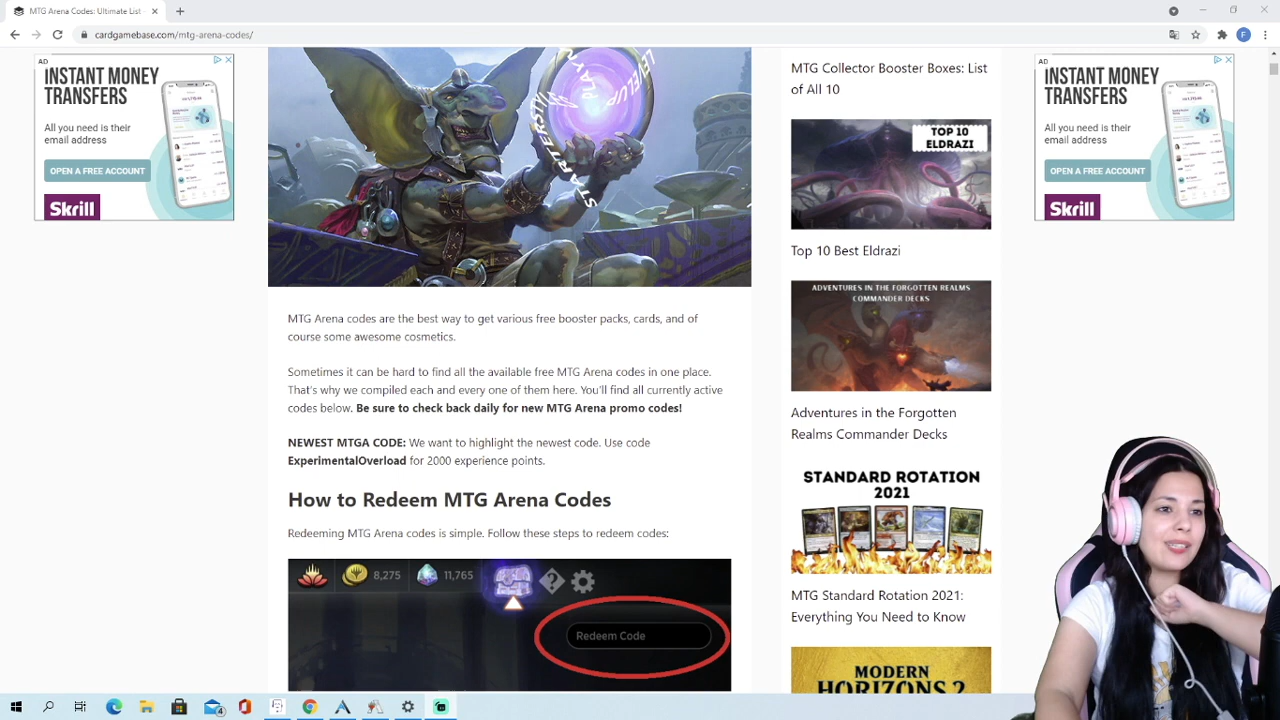 MTG Arena Codes: Ultimate List -
cardgamebase.com/mtg-arena-codes/
F
AD
INSTANT MONEY
TRANSFERS
All you need is their
email address
OPEN A FREE ACCOUNT
Skrill
LEVELUP
STARTERSTYX
MTG Arena codes are the best way to get various free booster packs, cards, and of
course some awesome cosmetics.
Sometimes it can be hard to find all the available free MTG Arena codes in one place.
That's why we compiled each and every one of them here. You'll find all currently active
codes below. Be sure to check back daily for new MTG Arena promo codes!
NEWEST MTGA CODE: We want to highlight the newest code. Use code
ExperimentalOverload for 2000 experience points.
How to Redeem MTG Arena Codes
Redeeming MTG Arena codes is simple. Follow these steps to redeem codes:
8,275
11,765
?
Redeem Code
MTG Collector Booster Boxes: List
of All 10
TOP 10
ELDRAZI
Top 10 Best Eldrazi
ADVENTURES IN THE FORGOTTEN REALMS
COMMANDER DECKS
Adventures in the Forgotten
Realms Commander Decks
STANDARD ROTATION
2021
MTG Standard Rotation 2021:
Everything You Need to Know
MODERN
HORIZONS 2
AD
INSTANT MONEY
TRANSFERS
All you need is their
email address
OPEN A FREE ACCOUNT
Skrill
4